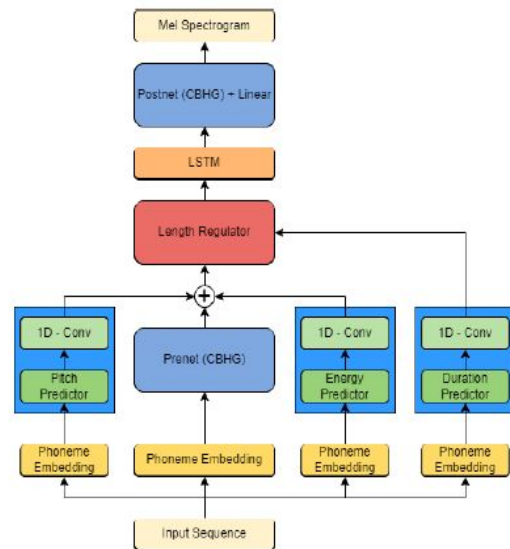 Mel Spectrogram
Postnet (CBHG) + Linear
LSTM
Length Regulator
+
1D - Conv
1D - Conv
1D - Conv
Prenet (CBHG)
Pitch
Predictor
Energy
Predictor
Duration
Predictor
Phoneme
Embedding
Phoneme Embedding
Phoneme
Embedding
Phoneme
Embedding
Input Sequence